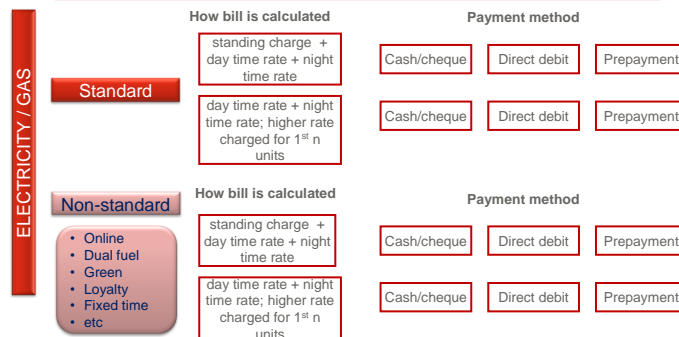 ELECTRICITY / GAS
How bill is calculated
Payment method
Standard
standing charge +
day time rate + night
time rate
Cash/cheque
Direct debit
Prepayment
day time rate + night
time rate; higher rate
charged for 1st n
units
Cash/cheque
Direct debit
Prepayment
Non-standard
• Online
• Dual fuel
• Green
• Loyalty
• Fixed time
• etc
How bill is calculated
Payment method
standing charge +
day time rate + night
time rate
Cash/cheque
Direct debit
Prepayment
day time rate + night
time rate; higher rate
charged for 1st n
units
Cash/cheque
Direct debit
Prepayment